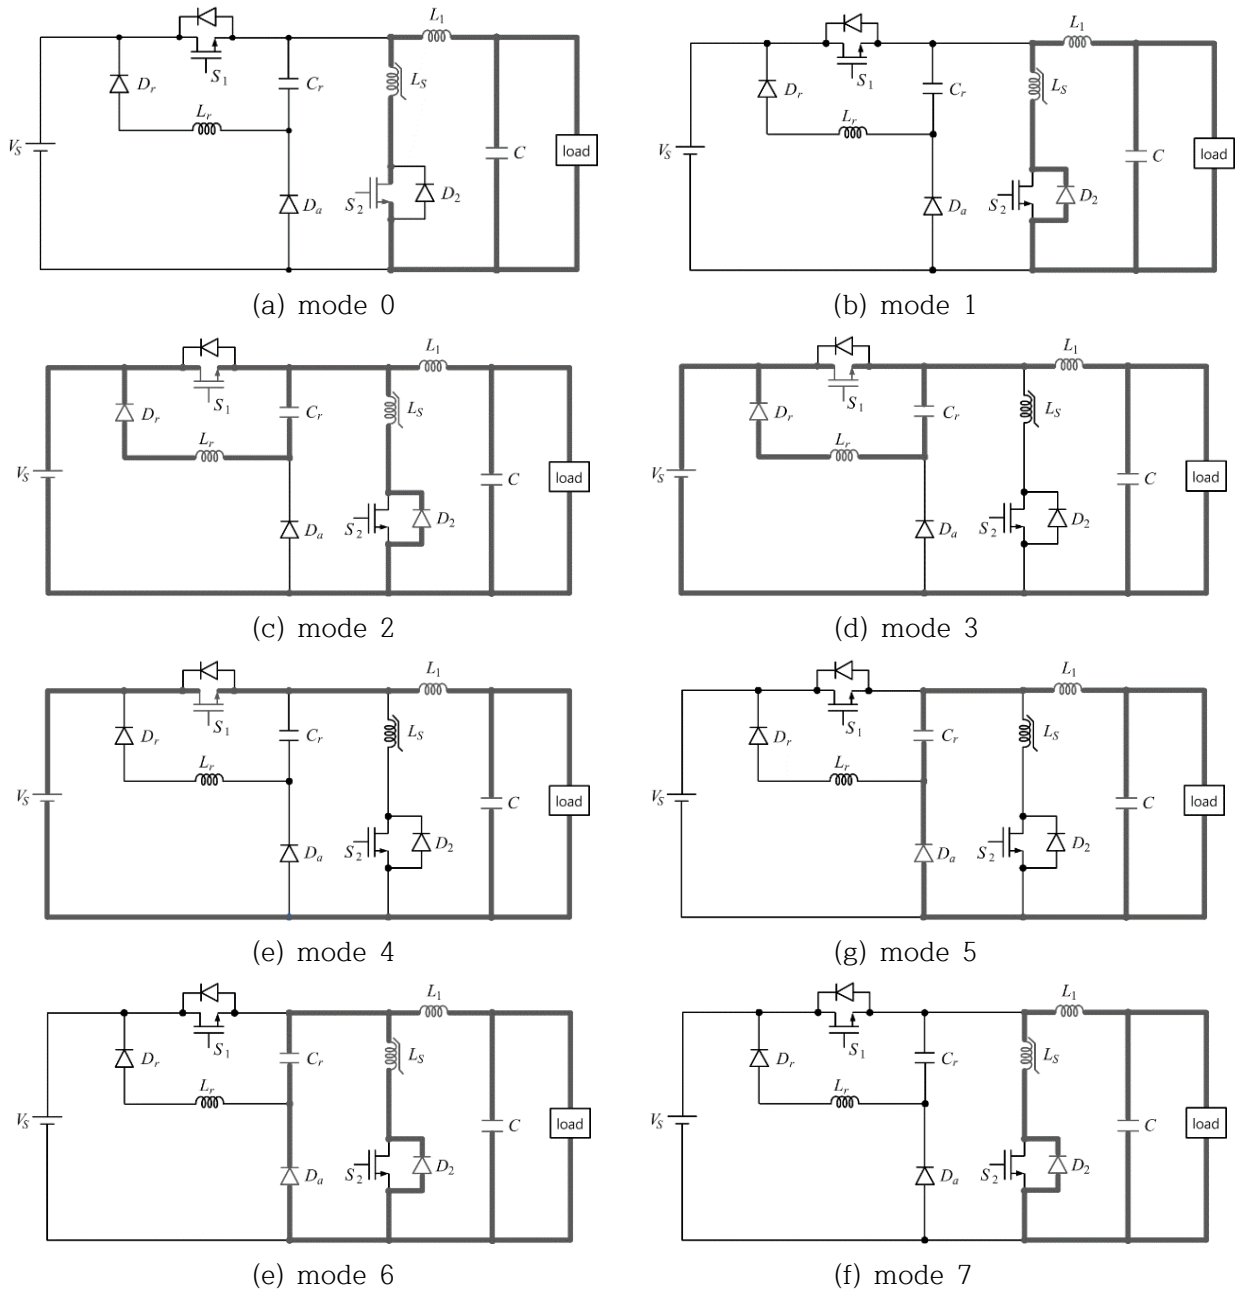 L1
S1
Dr
Cr
LS
Lr
VS
C
load
S2
D2
Da
(a) mode 0
L1
S1
Dr
Cr
LS
Lr
VS
C
load
S2
D2
Da
(b) mode 1
L1
S1
Dr
Cr
LS
Lr
VS
C
load
S2
D2
Da
(c) mode 2
L1
S1
Dr
Cr
LS
Lr
VS
C
load
S2
D2
Da
(d) mode 3
L1
S1
Dr
Cr
LS
Lr
VS
C
load
S2
D2
Da
(e) mode 4
L1
S1
Dr
Cr
LS
Lr
VS
C
load
S2
D2
Da
(g) mode 5
L1
S1
Dr
Cr
LS
Lr
VS
C
load
S2
D2
Da
(e) mode 6
L1
S1
Dr
Cr
LS
Lr
VS
C
load
S2
D2
Da
(f) mode 7